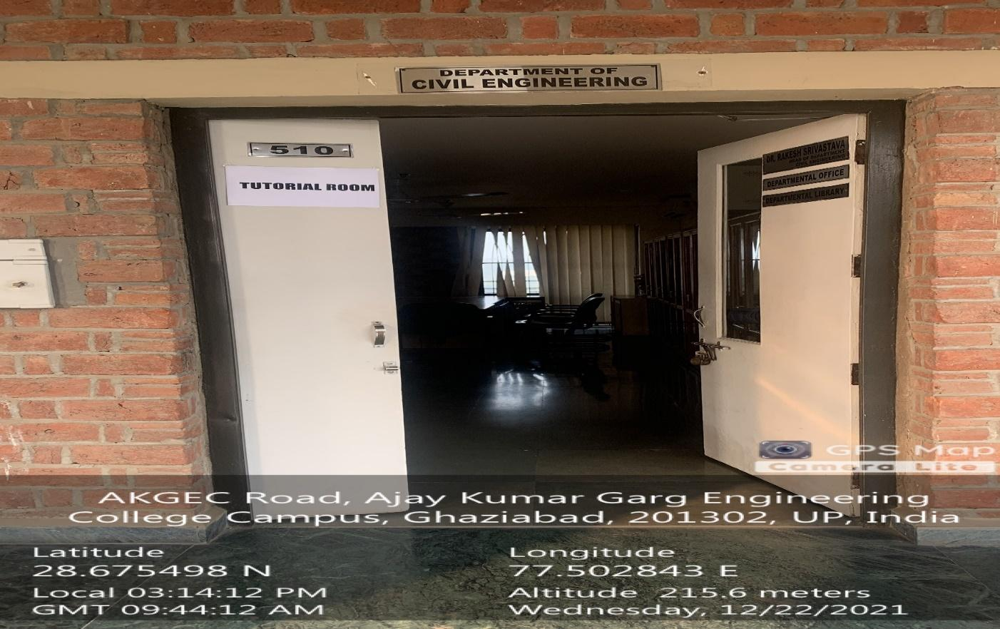 DEPARTMENT OF
CIVIL ENGINEERING
510
TUTORIAL ROOM
DR. RAKESH SRIVASTAVA
HEAD OF DEPARTMENT
CIVIL ENGINEERING
DEPARTMENTAL OFFICE
DEPARTMENTAL LIBRARY
GPS Map
Camera Lite
AKGEC Road, Ajay Kumar Garg Engineering
College Campus, Ghaziabad, 201302, UP, India
Latitude
28.675498 N
Longitude
77.502843 E
Local 03:14:12 PM
GMT 09:44:12 AM
Altitude 215.6 meters
Wednesday, 12/22/2021